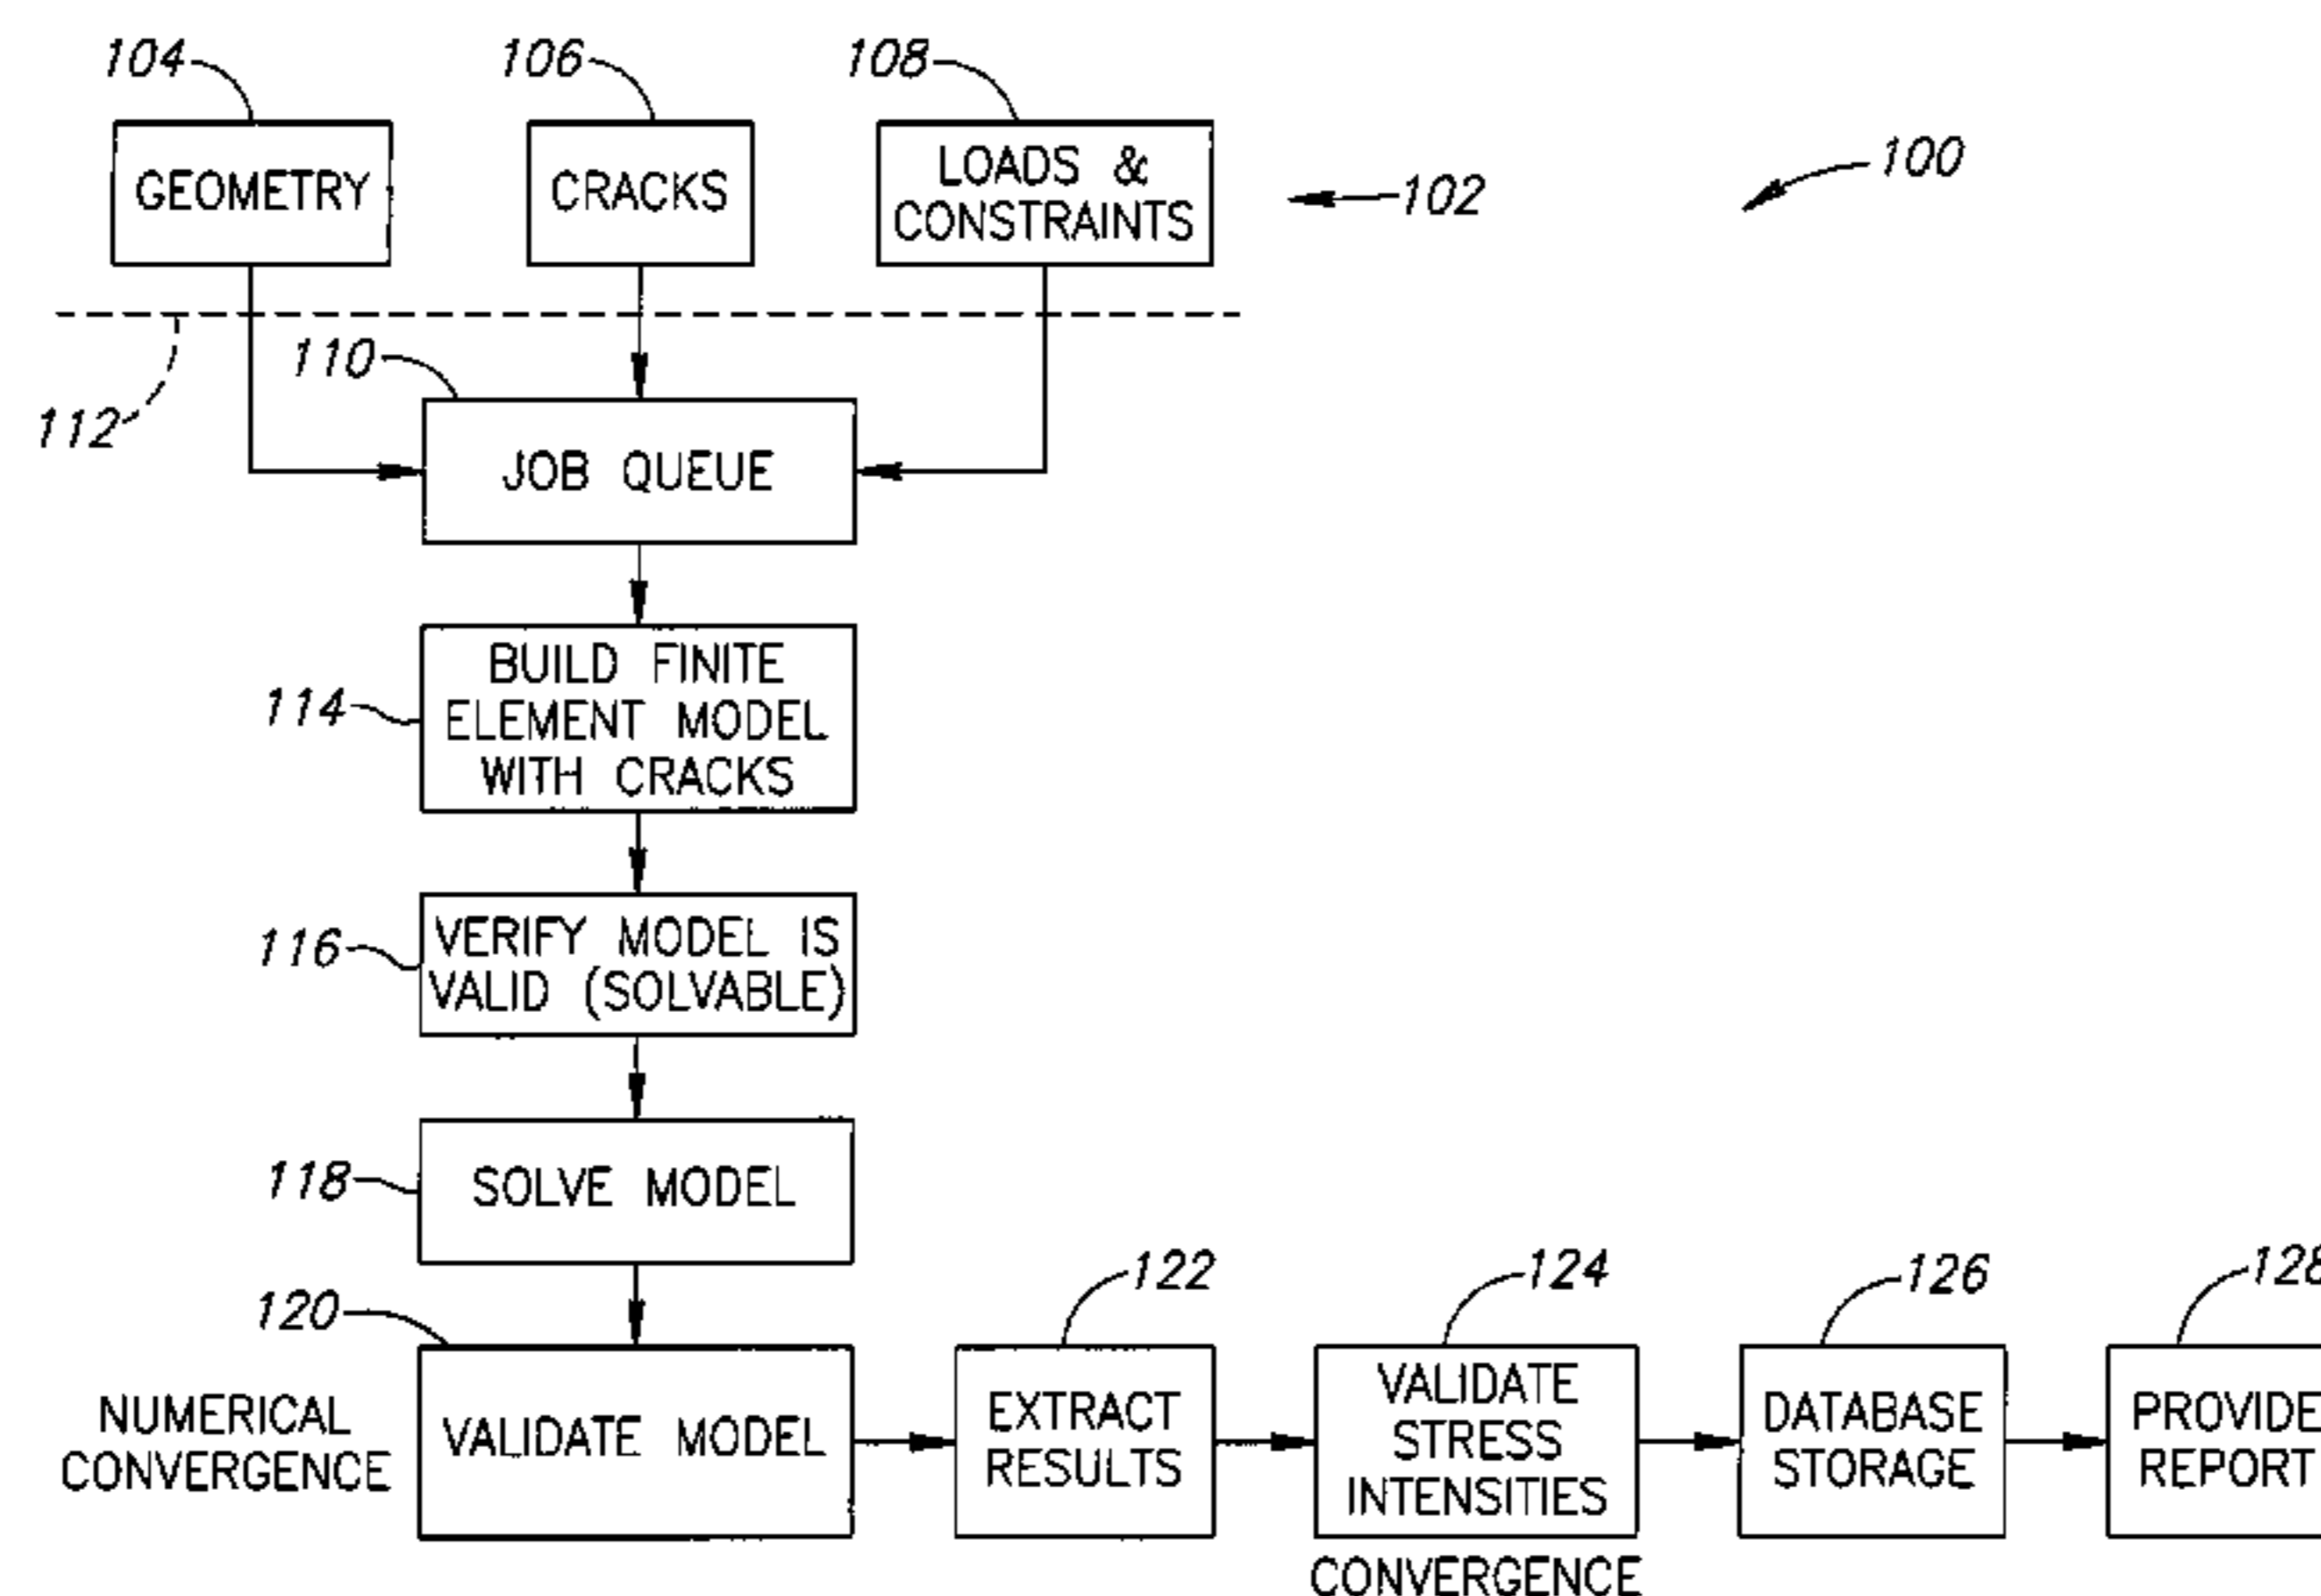 104
106
108
GEOMETRY
CRACKS
LOADS &
CONSTRAINTS
102
100
110
112
JOB QUEUE
114
BUILD FINITE
ELEMENT MODEL
WITH CRACKS
116
VERIFY MODEL IS
VALID (SOLVABLE)
118
SOLVE MODEL
120
122
124
126
128
NUMERICAL
CONVERGENCE
VALIDATE MODEL
EXTRACT
RESULTS
VALIDATE
STRESS
INTENSITIES
DATABASE
STORAGE
PROVIDE
REPORT
CONVERGENCE